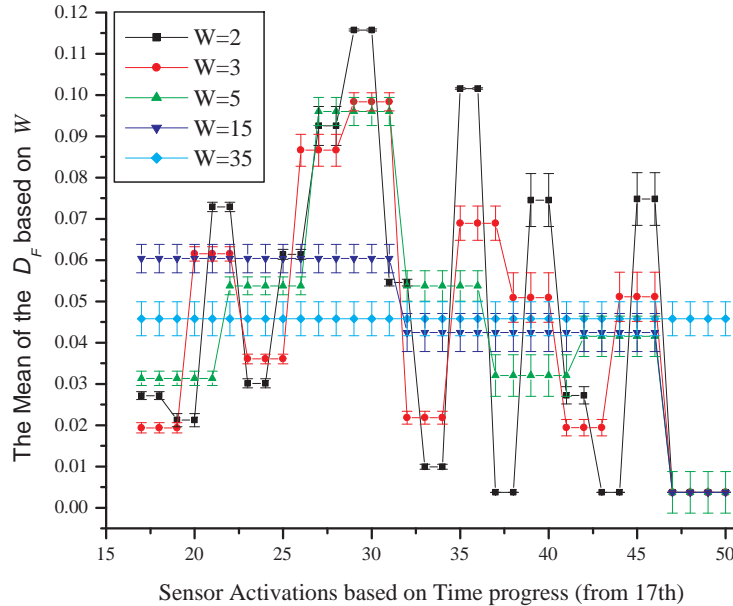 0.12
0.11
0.10
0.09
0.08
0.07
0.06
0.05
0.04
0.03
0.02
0.01
0.00
The Mean of the D_F based on W
W=2
W=3
W=5
W=15
W=35
15 20 25 30 35 40 45 50
Sensor Activations based on Time progress (from 17th)